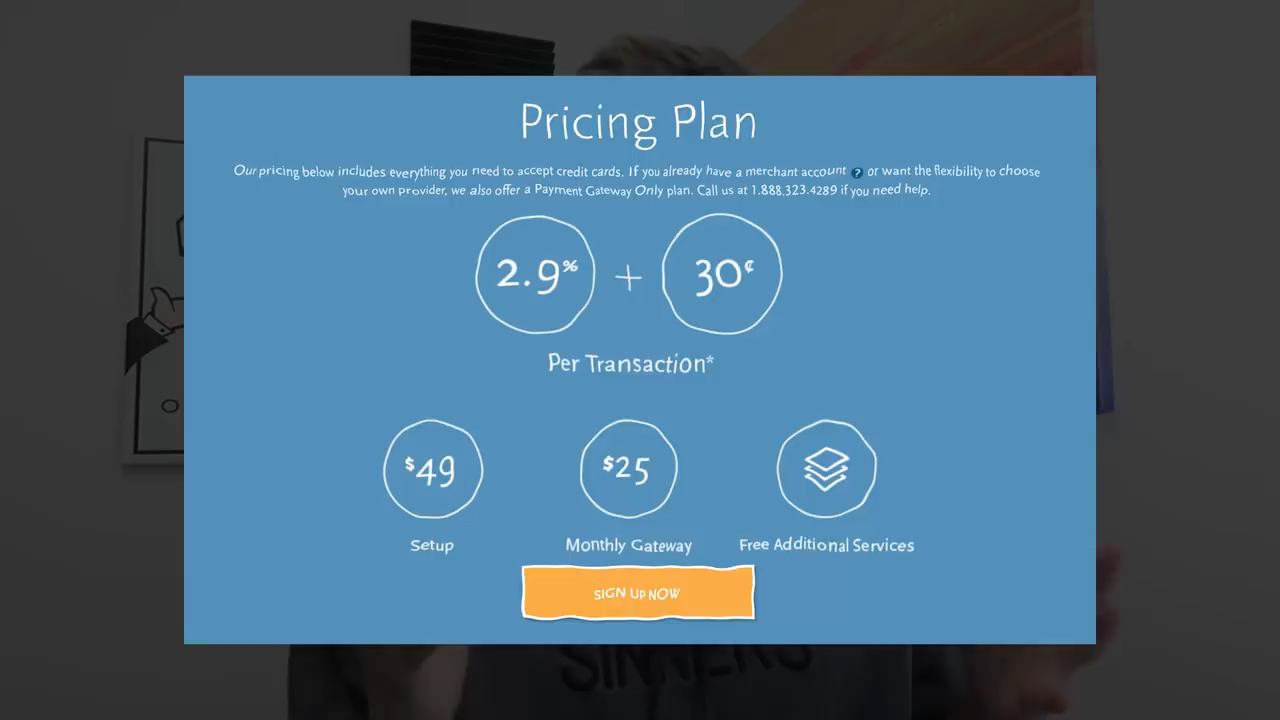 Pricing Plan
Our pricing below includes everything you need to accept credit cards. If you already have a merchant account ? or want the flexibility to choose
your own provider, we also offer a Payment Gateway Only plan. Call us at 1.888.323.4289 if you need help.
2.9% + 30¢
Per Transaction*
$49 $25
Setup Monthly Gateway Free Additional Services
SIGN UP NOW
SINNERS